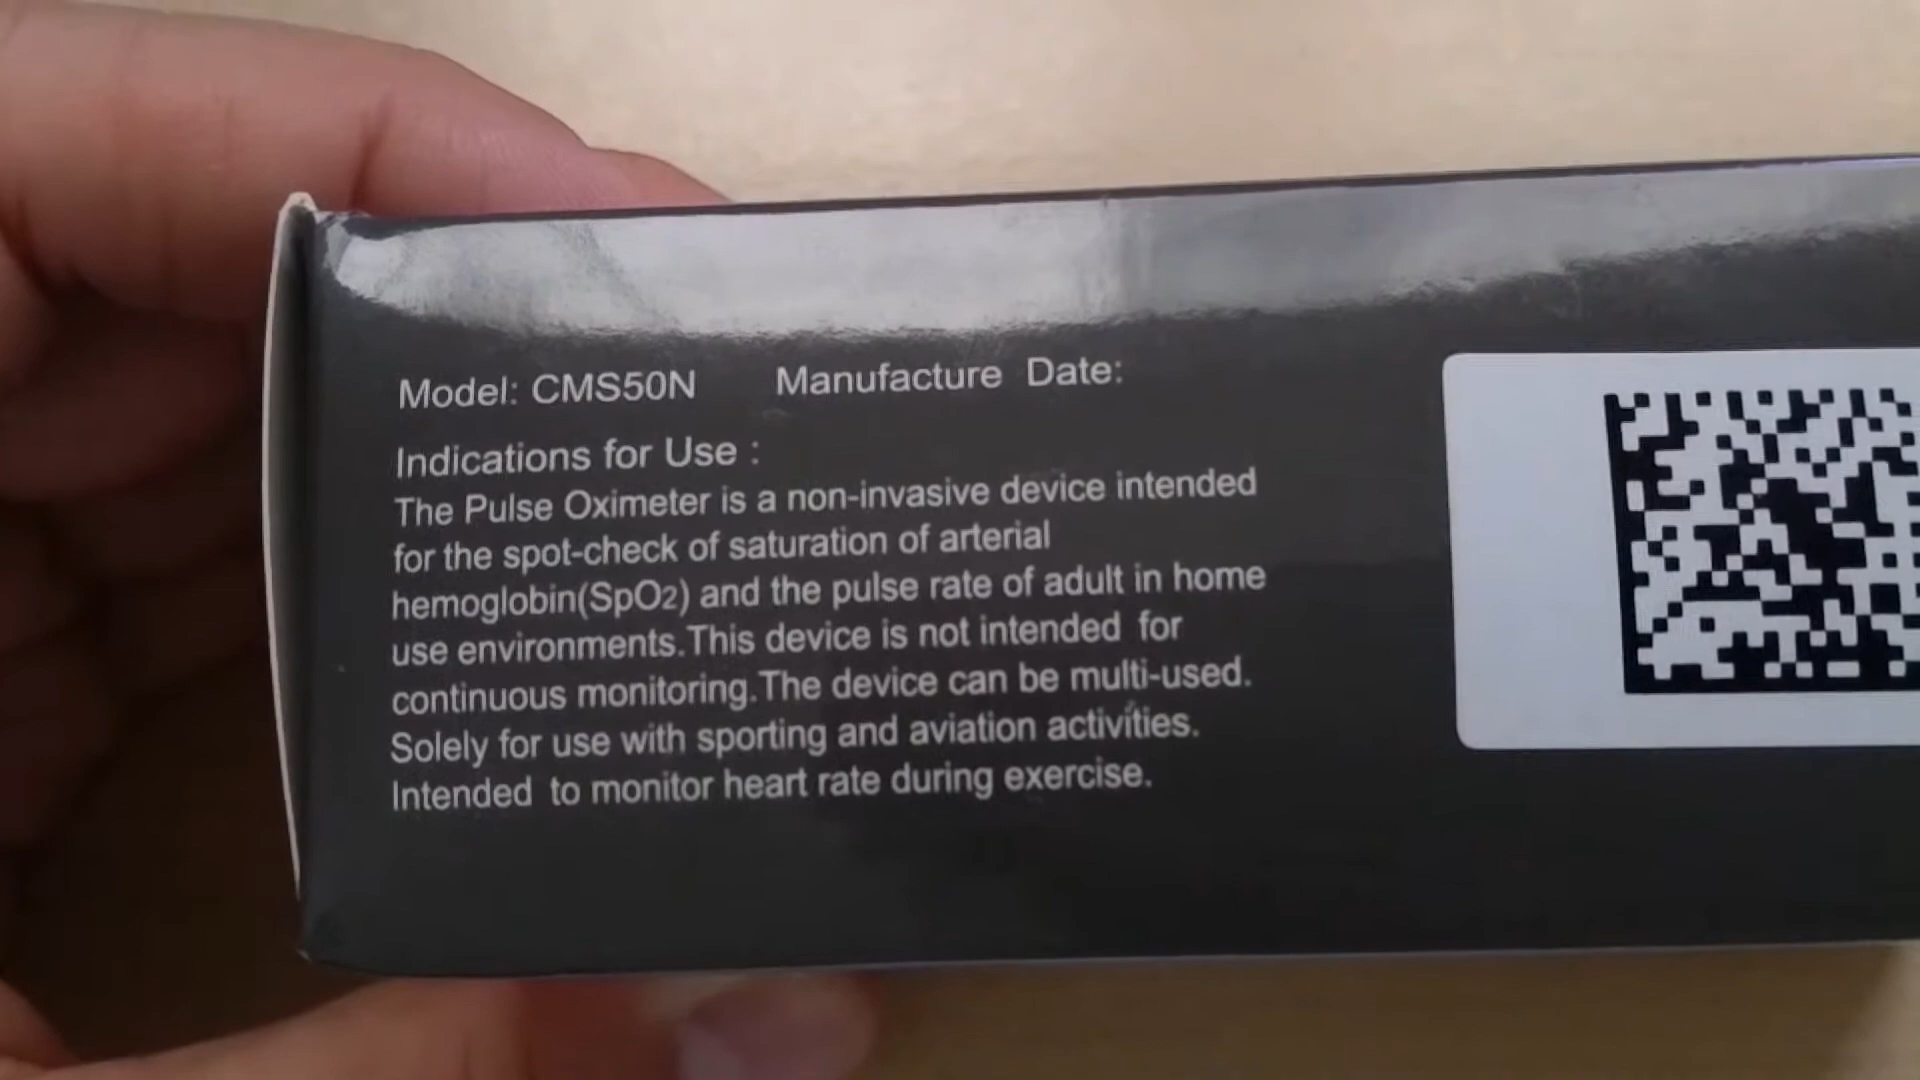 Model: CMS50N Manufacture Date:
Indications for Use :
The Pulse Oximeter is a non-invasive device intended
for the spot-check of saturation of arterial
hemoglobin(SpO2) and the pulse rate of adult in home
use environments.This device is not intended for
continuous monitoring.The device can be multi-used.
Solely for use with sporting and aviation activities.
Intended to monitor heart rate during exercise.